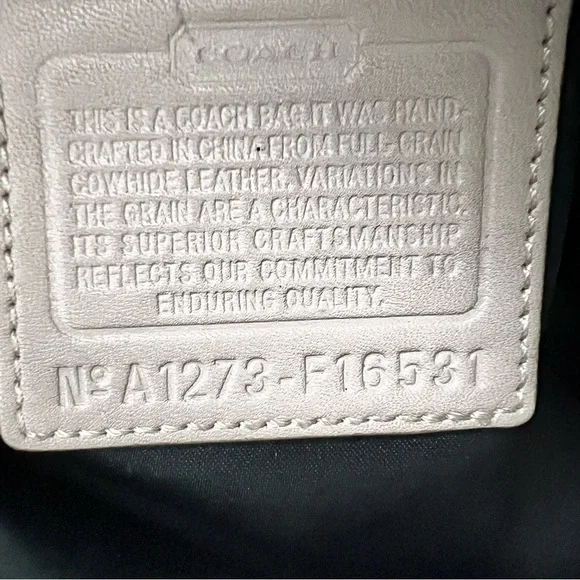 COACH
THIS IS A COACH BAG. IT WAS HAND-
CRAFTED IN CHINA FROM FULL-GRAIN
COWHIDE LEATHER. VARIATIONS IN
THE GRAIN ARE A CHARACTERISTIC.
ITS SUPERIOR CRAFTSMANSHIP
REFLECTS OUR COMMITMENT TO
ENDURING QUALITY.
Nº A1273-F16531